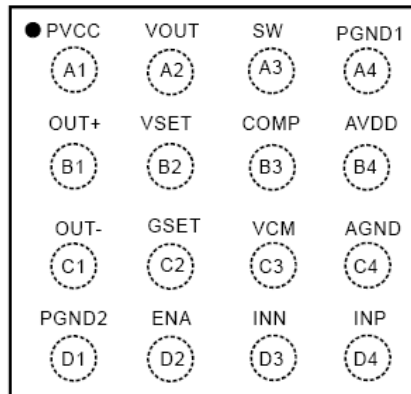 PVCC VOUT SW PGND1
A1 A2 A3 A4
OUT+ VSET COMP AVDD
B1 B2 B3 B4
OUT- GSET VCM AGND
C1 C2 C3 C4
PGND2 ENA INN INP
D1 D2 D3 D4